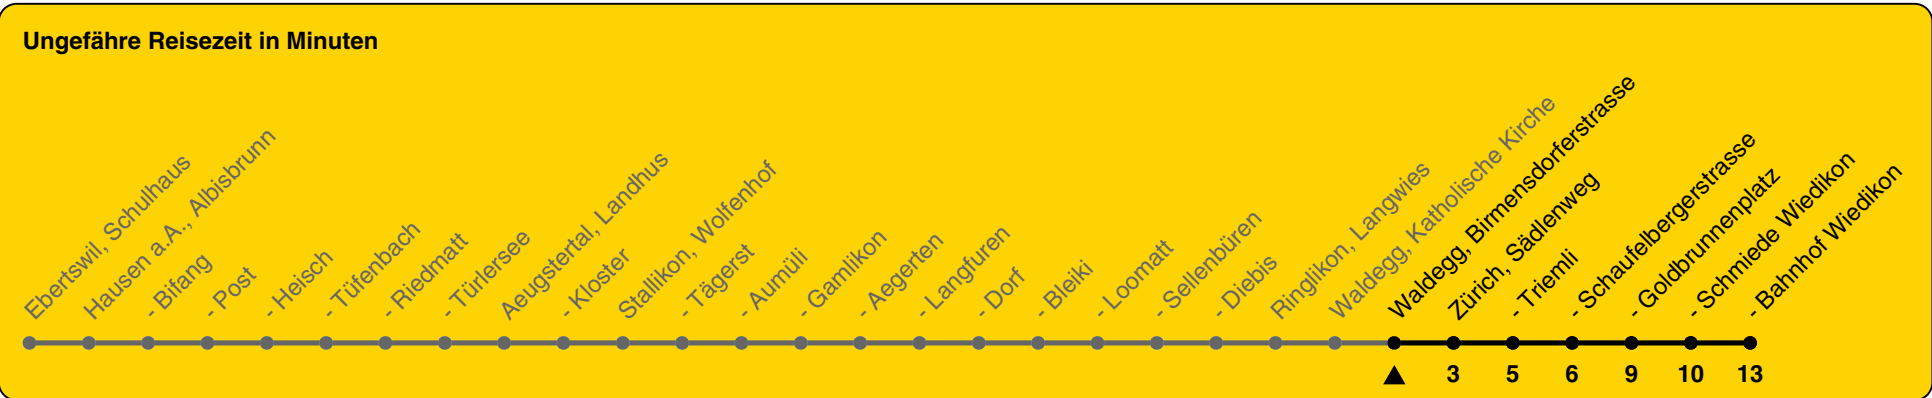 Ungefähre Reisezeit in Minuten
Ebertswil, Schulhaus
Hausen a.A., Albisbrunn
- Bifang
- Post
- Heisch
- Tüfenbach
- Riedmatt
- Türlersee
Aeugstertal, Landhus
- Kloster
Stallikon, Wolfenhof
- Tägerst
- Aumüli
- Gamlikon
- Aegerten
- Langfuren
- Dorf
- Bleiki
- Loomatt
- Sellenbüren
- Diebis
Ringlikon, Langwies
Waldegg, Katholische Kirche
Waldegg, Birmensdorferstrasse
Zürich, Sädlenweg
- Triemli
- Schaufelbergerstrasse
- Goldbrunnenplatz
- Schmiede Wiedikon
- Bahnhof Wiedikon
3 5 6 9 10 13